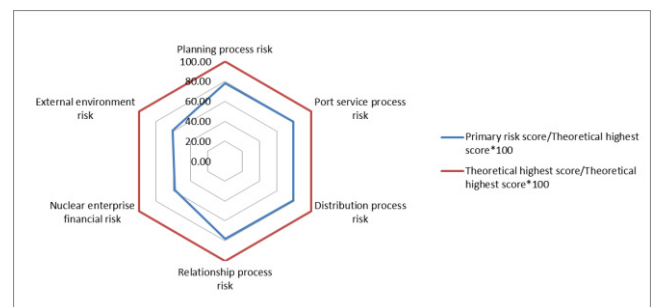 Planning process risk
100.00
80.00
60.00
40.00
20.00
0.00
External environment
risk
Port service process
risk
Nuclear enterprise
financial risk
Distribution process
risk
Relationship process
risk
Primary risk score/Theoretical highest
score*100
Theoretical highest score/Theoretical
highest score*100